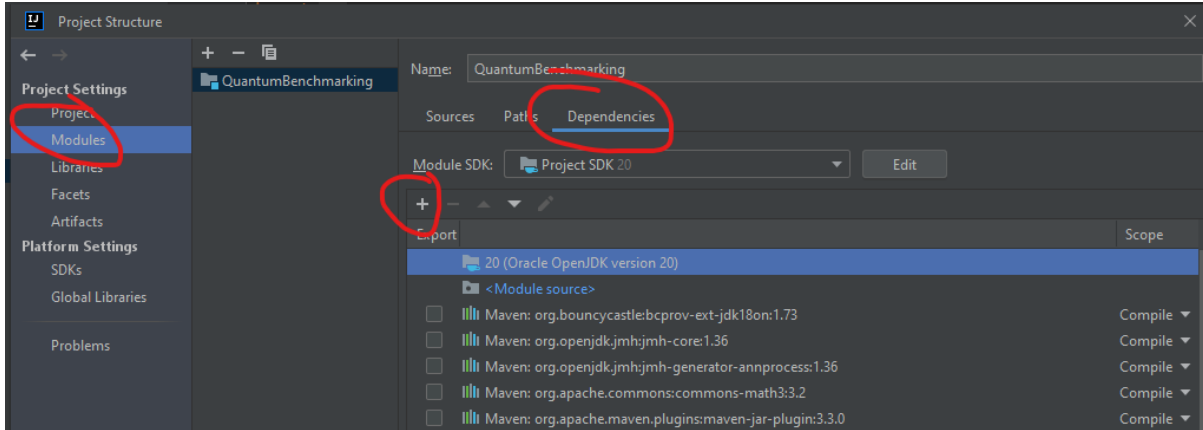 Project Structure
Project Settings
Project
Modules
Libraries
Facets
Artifacts
Platform Settings
SDKs
Global Libraries
Problems
QuantumBenchmarking
Name: QuantumBenchmarking
Sources Paths Dependencies
Module SDK: Project SDK 20 Edit
Export Scope
20 (Oracle OpenJDK version 20)
<Module source>
Maven: org.bouncycastle:bcprov-ext-jdk18on:1.73 Compile
Maven: org.openjdk.jmh:jmh-core:1.36 Compile
Maven: org.openjdk.jmh:jmh-generator-annprocess:1.36 Compile
Maven: org.apache.commons:commons-math3:3.2 Compile
Maven: org.apache.maven.plugins:maven-jar-plugin:3.3.0 Compile